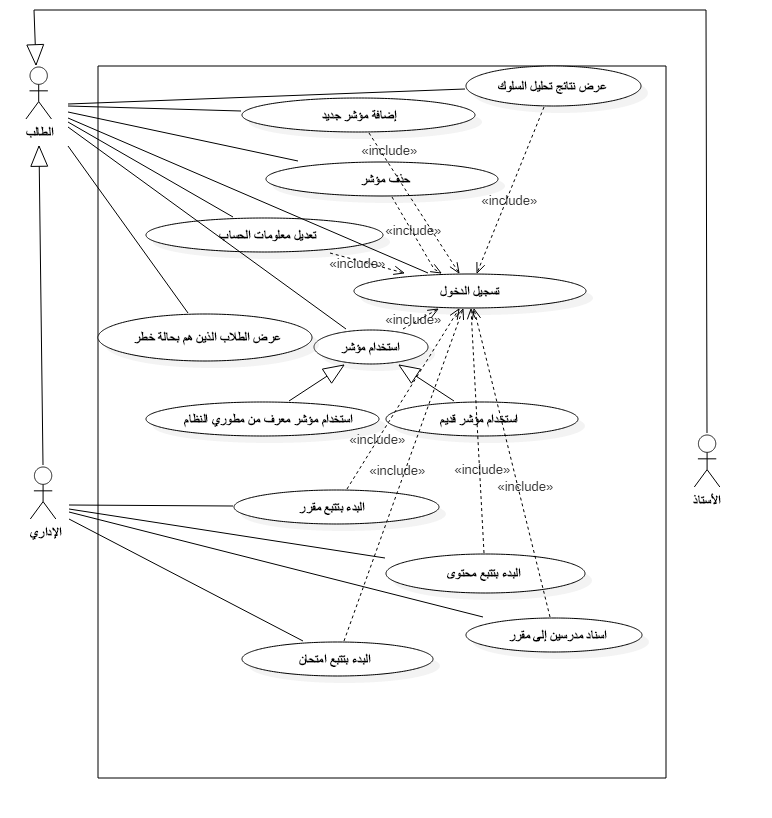 عرض نتائج تحليل السلوك
إضافة مؤشر جديد
الطالب
«include»
حذف مؤشر
«include»
تعديل معلومات الحساب
«include»
«include»
تسجيل الدخول
«include»
عرض الطلاب الذين هم بحالة خطر
استخدام مؤشر
استخدام مؤشر معرف من مطوري النظام
استخدام مؤشر قديم
«include»
«include»
«include»
«include»
الأستاذ
البدء بتتبع مقرر
الإداري
البدء بتتبع محتوى
اسناد مدرسين إلى مقرر
البدء بتتبع امتحان